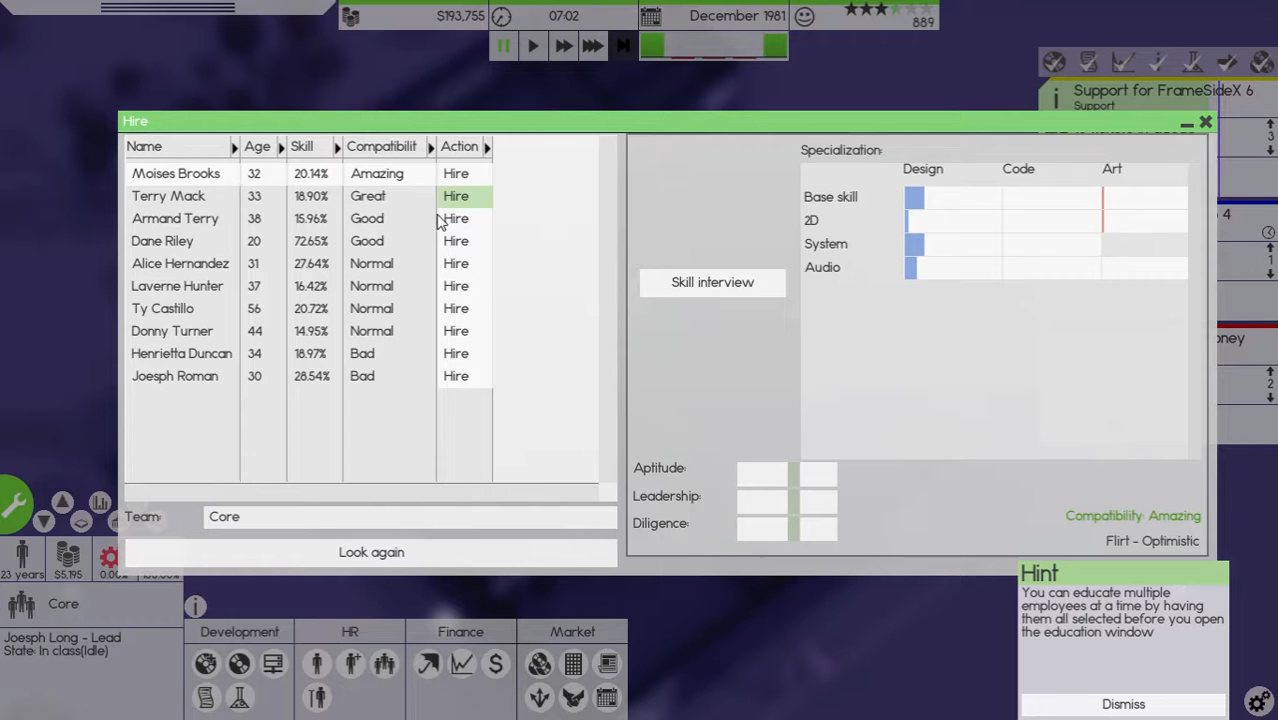 $193,755
07:02
December 1981
889
Support for FrameSideX 6
Support
3
Hire
Name Age Skill Compatibilit Action
Moises Brooks 32 20.14% Amazing Hire
Terry Mack 33 18.90% Great Hire
Armand Terry 38 15.96% Good Hire
Dane Riley 20 72.65% Good Hire
Alice Hernandez 31 27.64% Normal Hire
Laverne Hunter 37 16.42% Normal Hire
Ty Castillo 56 20.72% Normal Hire
Donny Turner 44 14.95% Normal Hire
Henrietta Duncan 34 18.97% Bad Hire
Joesph Roman 30 28.54% Bad Hire
Team: Core
Look again
Skill interview
Specialization:
Design Code Art
Base skill
2D
System
Audio
Aptitude:
Leadership:
Diligence:
Compatibility: Amazing
Flirt - Optimistic
4
1
oney
2
23 years $5,195 0.00%
Core
Joesph Long - Lead
State: In class(Idle)
Development HR Finance Market
Hint
You can educate multiple
employees at a time by having
them all selected before you open
the education window
Dismiss